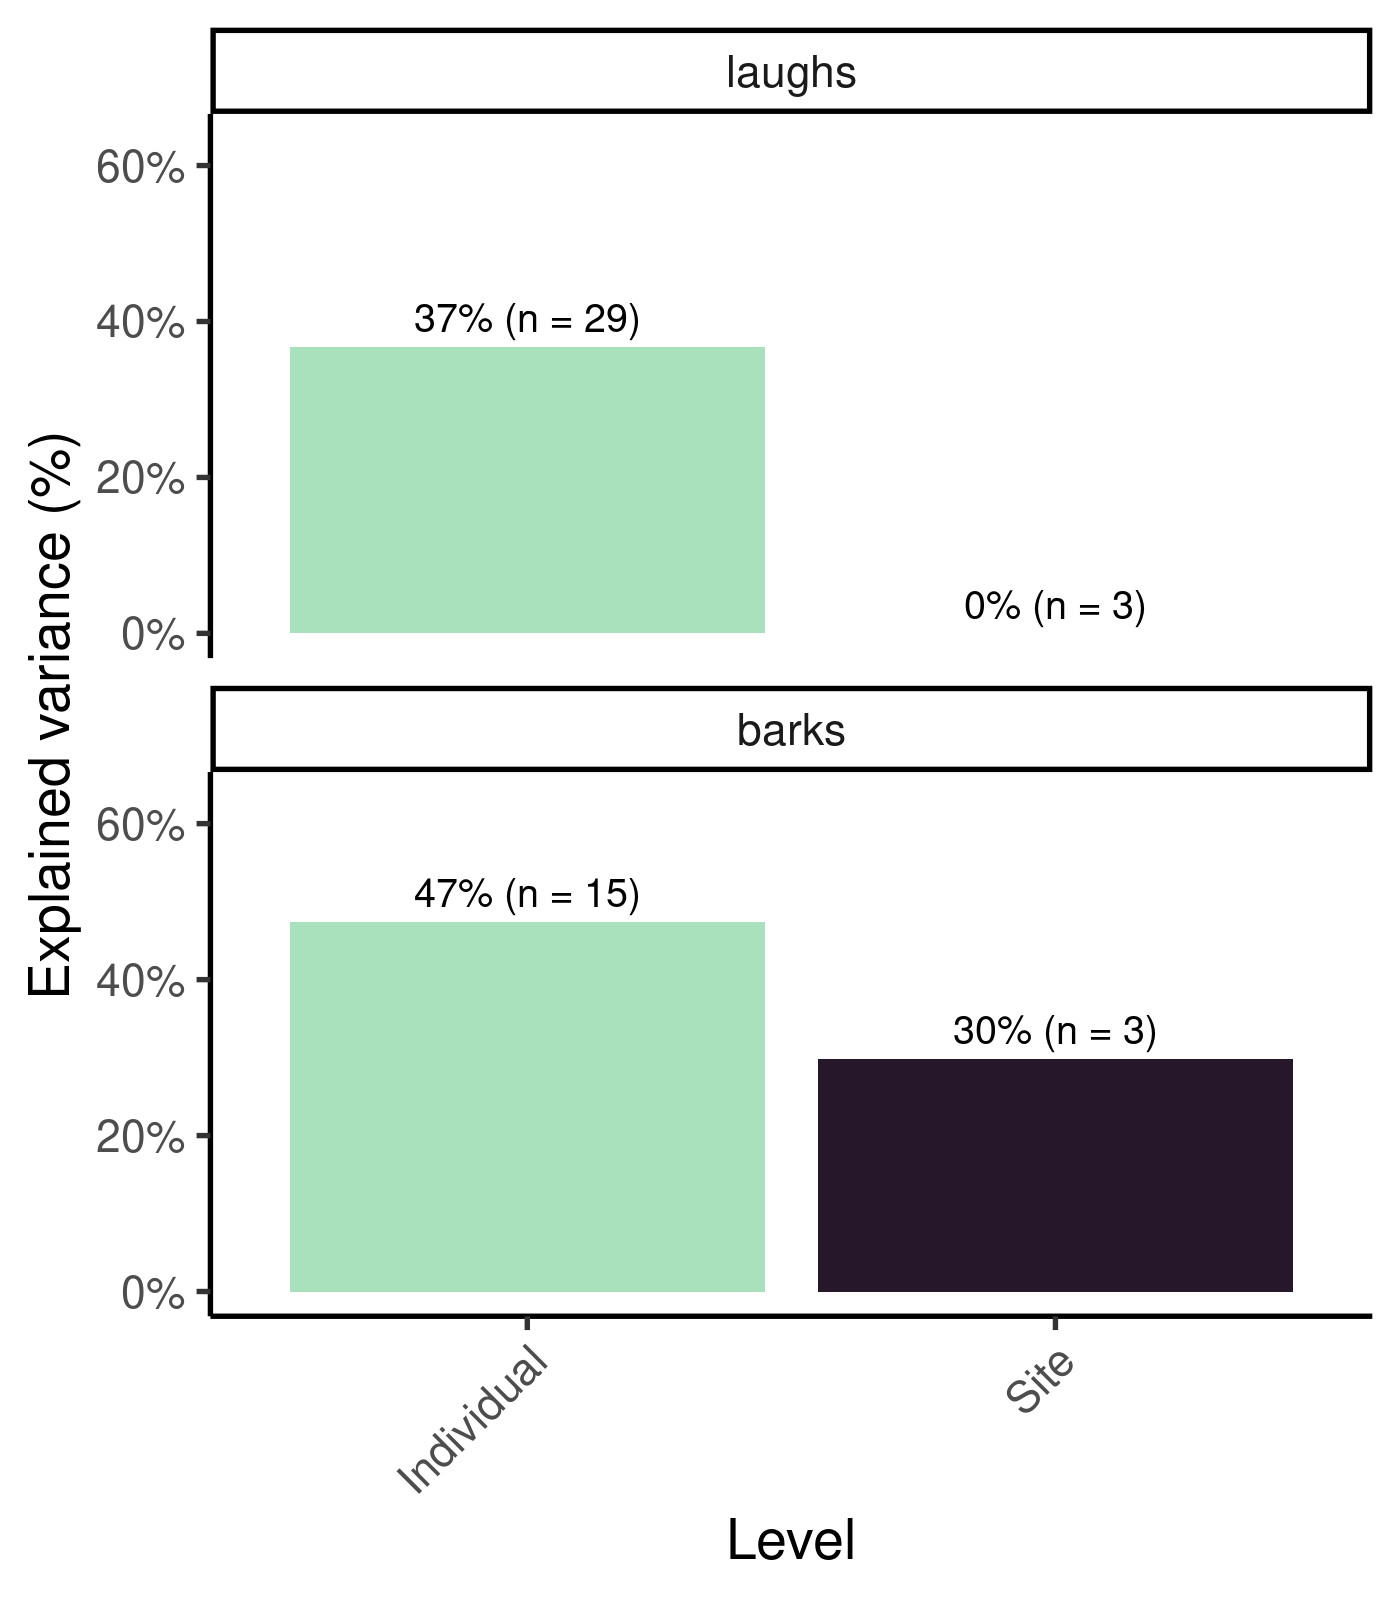 laughs
60%
40%
20%
0%
37% (n = 29)
0% (n = 3)
Explained variance (%)
barks
60%
40%
20%
0%
47% (n = 15)
30% (n = 3)
Individual
Site
Level